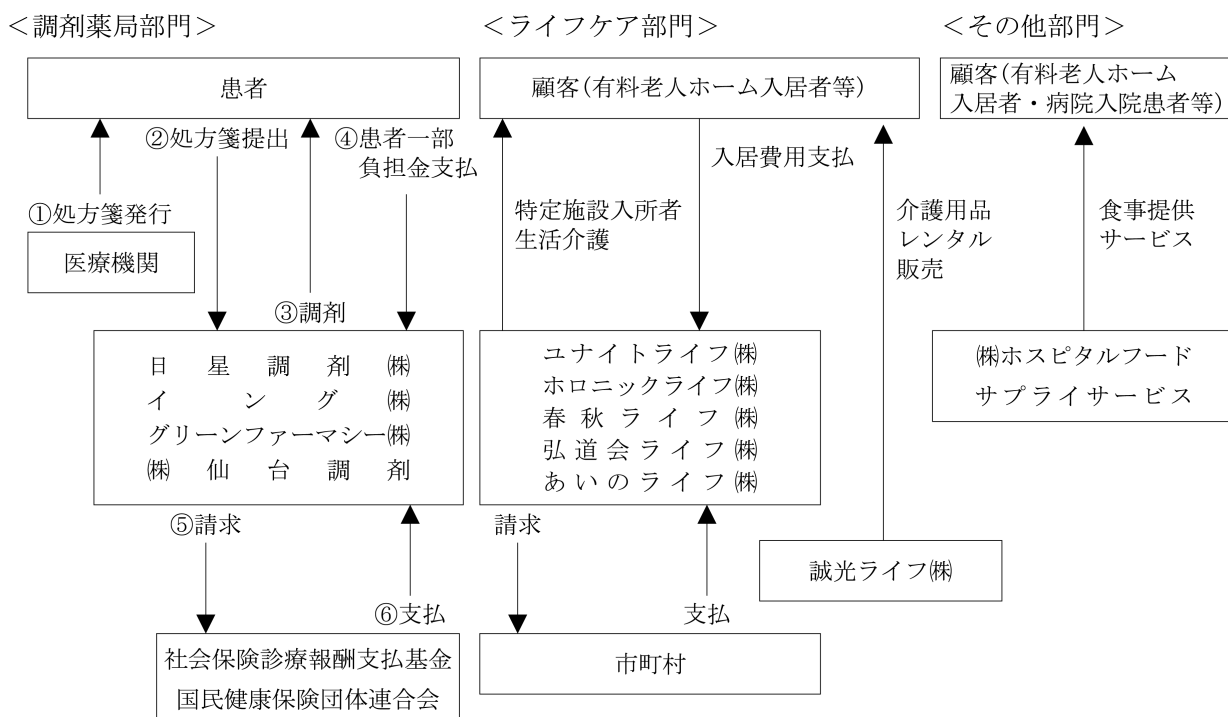 ＜調剤薬局部門＞
患者
②処方箋提出
④患者一部
負担金支払
①処方箋発行
医療機関
③調剤
日星調剤㈱
イング㈱
グリーンファーマシー㈱
㈱仙台調剤
⑤請求
⑥支払
社会保険診療報酬支払基金
国民健康保険団体連合会
＜ライフケア部門＞
顧客(有料老人ホーム入居者等)
入居費用支払
特定施設入所者
生活介護
介護用品
レンタル
販売
ユナイトライフ㈱
ホロニックライフ㈱
春秋ライフ㈱
弘道会ライフ㈱
あいのライフ㈱
請求
支払
誠光ライフ㈱
市町村
＜その他部門＞
顧客(有料老人ホーム
入居者・病院入院患者等)
食事提供
サービス
㈱ホスピタルフード
サプライサービス